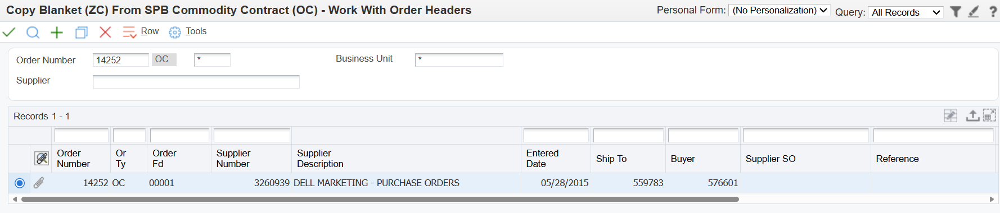 Copy Blanket (ZC) From SPB Commodity Contract (OC) - Work With Order Headers
Personal Form: (No Personalization) Query: All Records ?
Row Tools
Order Number 14252 OC * Business Unit *
Supplier
Records 1 - 1
Order Number Or Ty Order Fd Supplier Number Supplier Description Entered Date Ship To Buyer Supplier SO Reference
14252 OC 00001 3260939 DELL MARKETING - PURCHASE ORDERS 05/28/2015 559783 576601